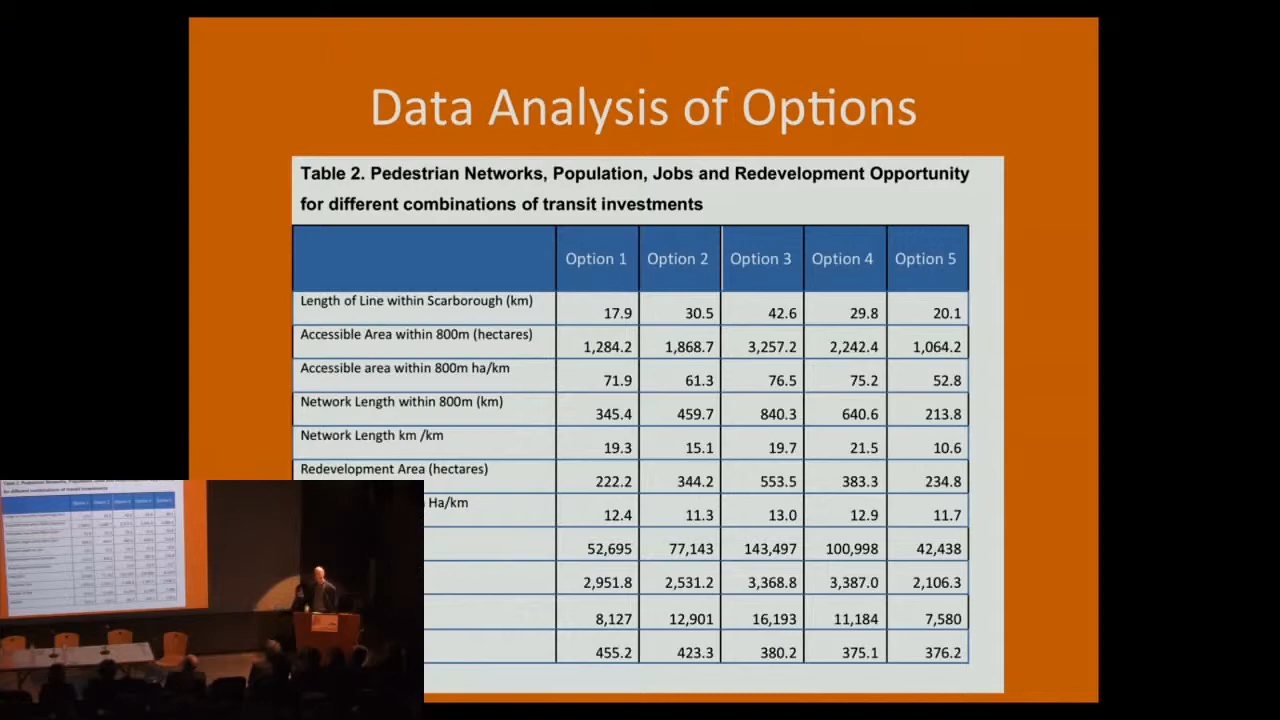 Data Analysis of Options
Table 2. Pedestrian Networks, Population, Jobs and Redevelopment Opportunity
for different combinations of transit investments
Option 1 Option 2 Option 3 Option 4 Option 5
Length of Line within Scarborough (km) 17.9 30.5 42.6 29.8 20.1
Accessible Area within 800m (hectares) 1,284.2 1,868.7 3,257.2 2,242.4 1,064.2
Accessible area within 800m ha/km 71.9 61.3 76.5 75.2 52.8
Network Length within 800m (km) 345.4 459.7 840.3 640.6 213.8
Network Length km /km 19.3 15.1 19.7 21.5 10.6
Redevelopment Area (hectares) 222.2 344.2 553.5 383.3 234.8
Ha/km 12.4 11.3 13.0 12.9 11.7
52,695 77,143 143,497 100,998 42,438
2,951.8 2,531.2 3,368.8 3,387.0 2,106.3
8,127 12,901 16,193 11,184 7,580
455.2 423.3 380.2 375.1 376.2